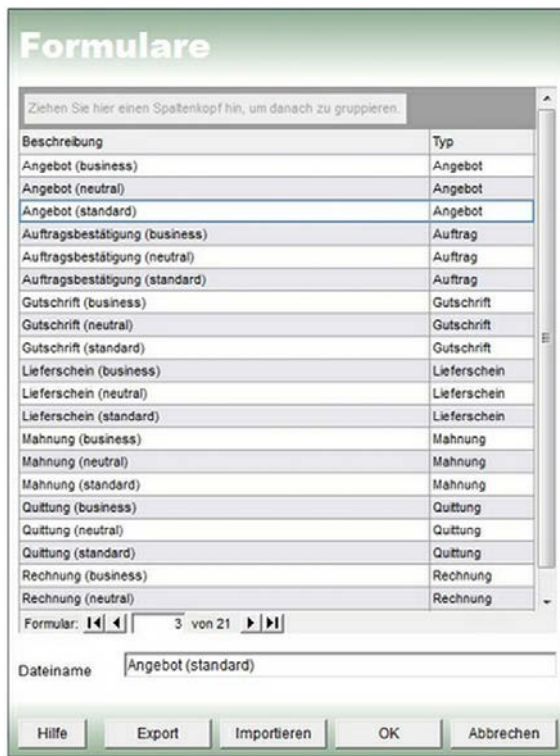 Formulare
Ziehen Sie hier einen Spaltenkopf hin, um danach zu gruppieren.
Beschreibung Typ
Angebot (business) Angebot
Angebot (neutral) Angebot
Angebot (standard) Angebot
Auftragsbestätigung (business) Auftrag
Auftragsbestätigung (neutral) Auftrag
Auftragsbestätigung (standard) Auftrag
Gutschrift (business) Gutschrift
Gutschrift (neutral) Gutschrift
Gutschrift (standard) Gutschrift
Lieferschein (business) Lieferschein
Lieferschein (neutral) Lieferschein
Lieferschein (standard) Lieferschein
Mahnung (business) Mahnung
Mahnung (neutral) Mahnung
Mahnung (standard) Mahnung
Quittung (business) Quittung
Quittung (neutral) Quittung
Quittung (standard) Quittung
Rechnung (business) Rechnung
Rechnung (neutral) Rechnung
Formular: 3 von 21
Dateiname Angebot (standard)
Hilfe Export Importieren OK Abbrechen